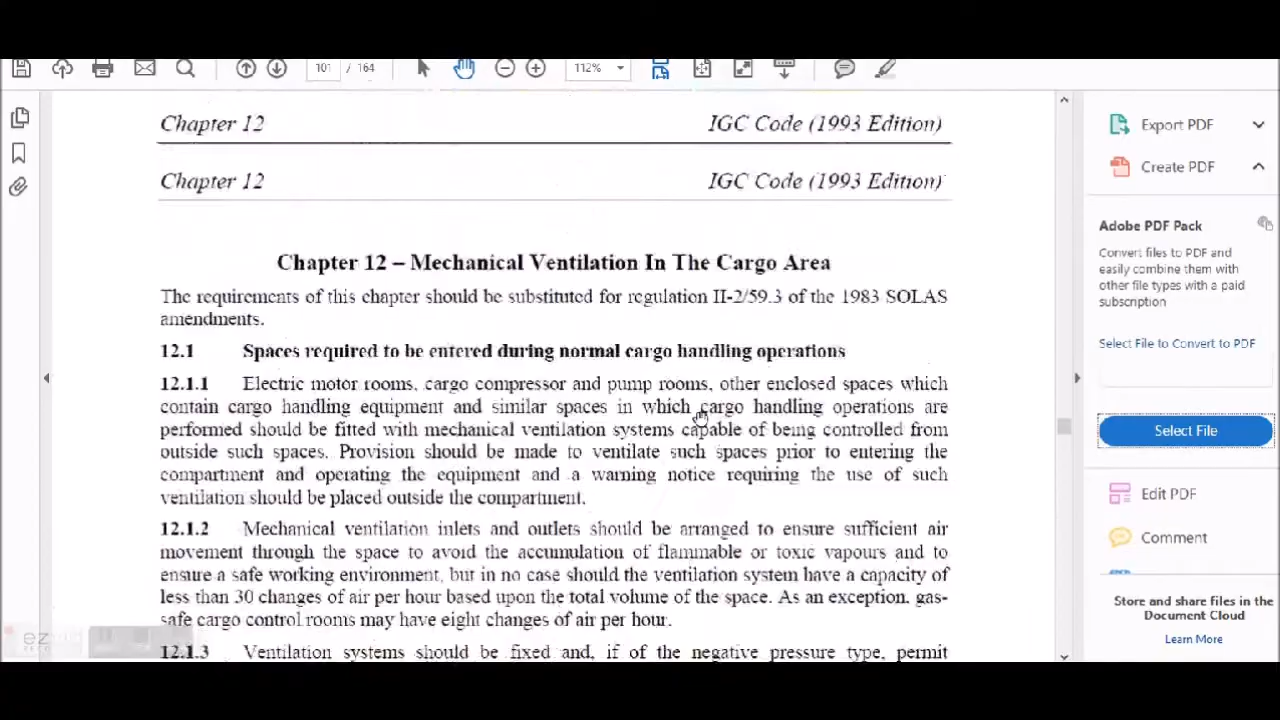 101 / 164
112%
Chapter 12 IGC Code (1993 Edition)
Chapter 12 IGC Code (1993 Edition)
Chapter 12 – Mechanical Ventilation In The Cargo Area
The requirements of this chapter should be substituted for regulation II-2/59.3 of the 1983 SOLAS
amendments.
12.1 Spaces required to be entered during normal cargo handling operations
12.1.1 Electric motor rooms, cargo compressor and pump rooms, other enclosed spaces which
contain cargo handling equipment and similar spaces in which cargo handling operations are
performed should be fitted with mechanical ventilation systems capable of being controlled from
outside such spaces. Provision should be made to ventilate such spaces prior to entering the
compartment and operating the equipment and a warning notice requiring the use of such
ventilation should be placed outside the compartment.
12.1.2 Mechanical ventilation inlets and outlets should be arranged to ensure sufficient air
movement through the space to avoid the accumulation of flammable or toxic vapours and to
ensure a safe working environment, but in no case should the ventilation system have a capacity of
less than 30 changes of air per hour based upon the total volume of the space. As an exception, gas-
safe cargo control rooms may have eight changes of air per hour.
12.1.3 Ventilation systems should be fixed and, if of the negative pressure type, permit
Export PDF
Create PDF
Adobe PDF Pack
Convert files to PDF and
easily combine them with
other file types with a paid
subscription
Select File to Convert to PDF
Select File
Edit PDF
Comment
Store and share files in the
Document Cloud
Learn More